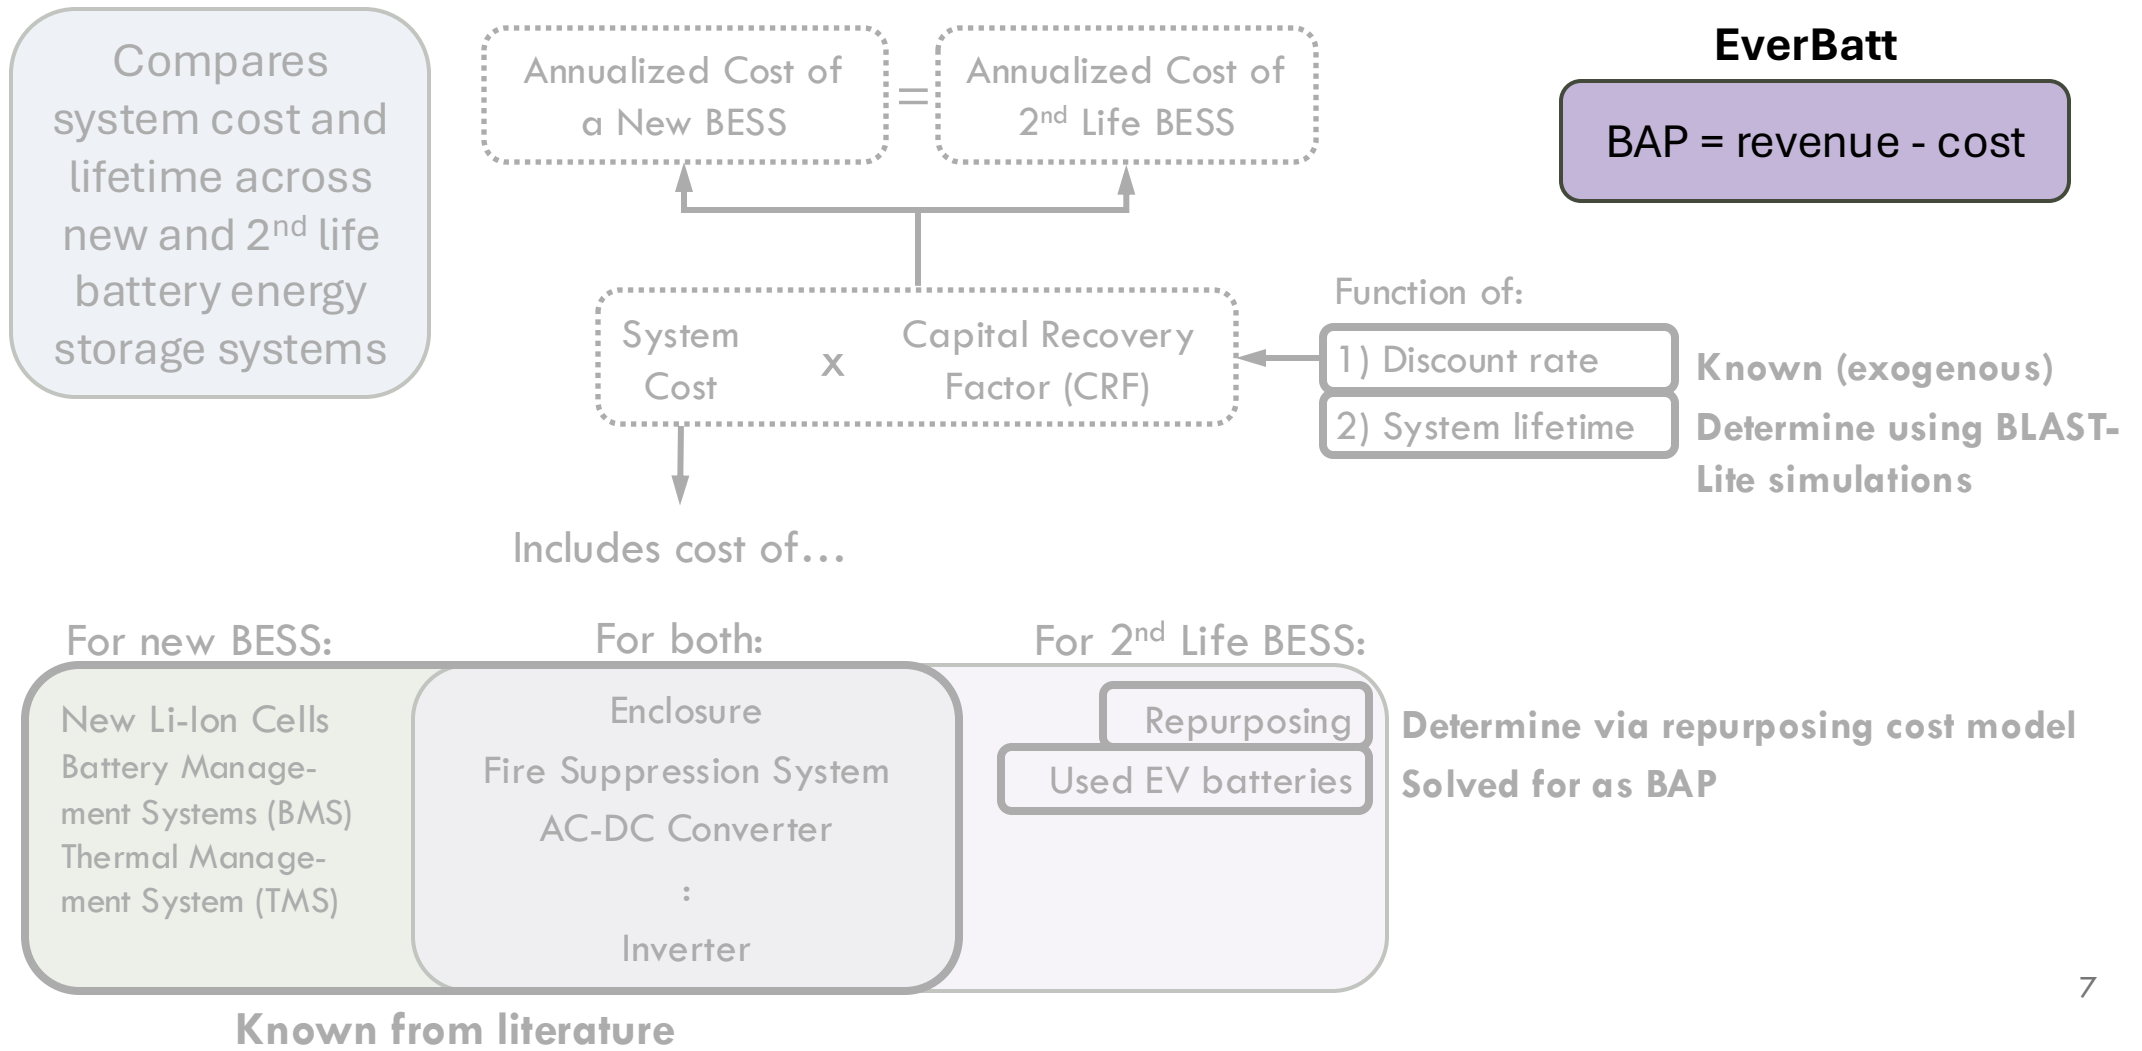 Compares
system cost and
lifetime across
new and 2nd life
battery energy
storage systems
Annualized Cost of
a New BESS
=
Annualized Cost of
2nd Life BESS
EverBatt
BAP = revenue - cost
System
Cost
x
Capital Recovery
Factor (CRF)
Function of:
1) Discount rate
2) System lifetime
Known (exogenous)
Determine using BLAST-
Lite simulations
Includes cost of...
For new BESS:
New Li-Ion Cells
Battery Manage-
ment Systems (BMS)
Thermal Manage-
ment System (TMS)
For both:
Enclosure
Fire Suppression System
AC-DC Converter
:
Inverter
For 2nd Life BESS:
Repurposing
Used EV batteries
Determine via repurposing cost model
Solved for as BAP
Known from literature
7